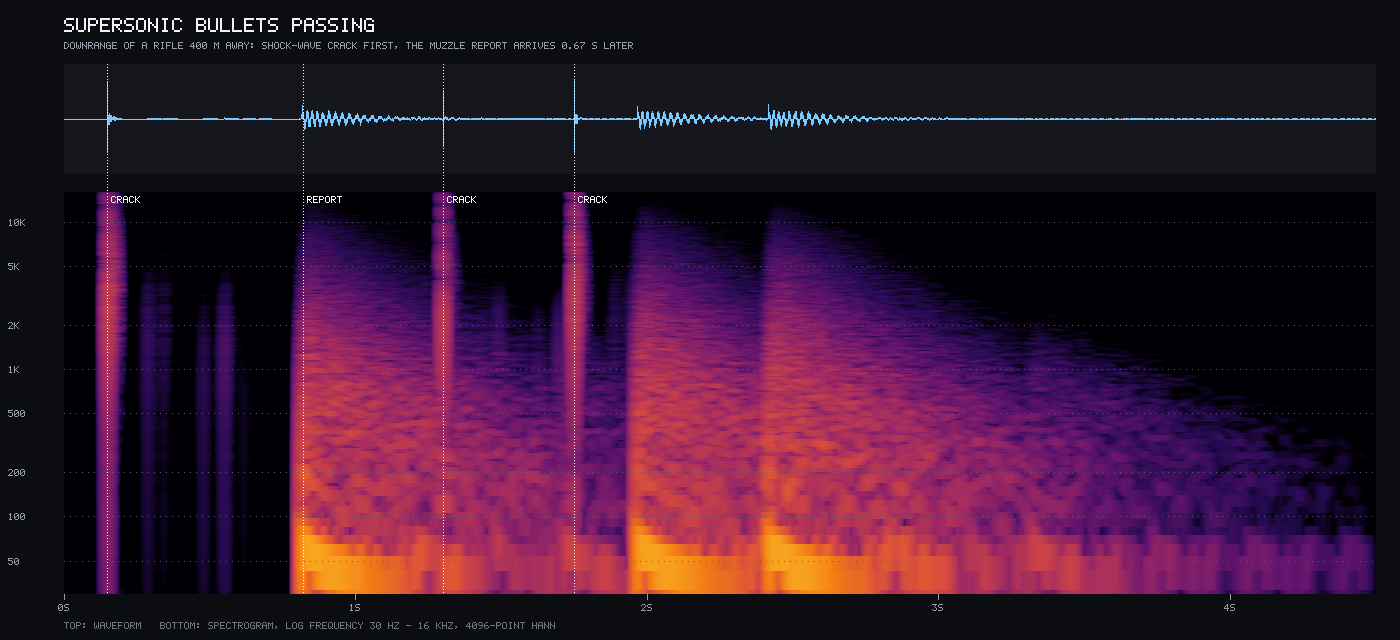 SUPERSONIC BULLETS PASSING
DOWNRANGE OF A RIFLE 400 M AWAY: SHOCK-WAVE CRACK FIRST, THE MUZZLE REPORT ARRIVES 0.67 S LATER
CRACK REPORT CRACK CRACK
10K
5K
2K
1K
500
200
100
50
0S 1S 2S 3S 4S
TOP: WAVEFORM BOTTOM: SPECTROGRAM, LOG FREQUENCY 30 HZ - 16 KHZ, 4096-POINT HANN